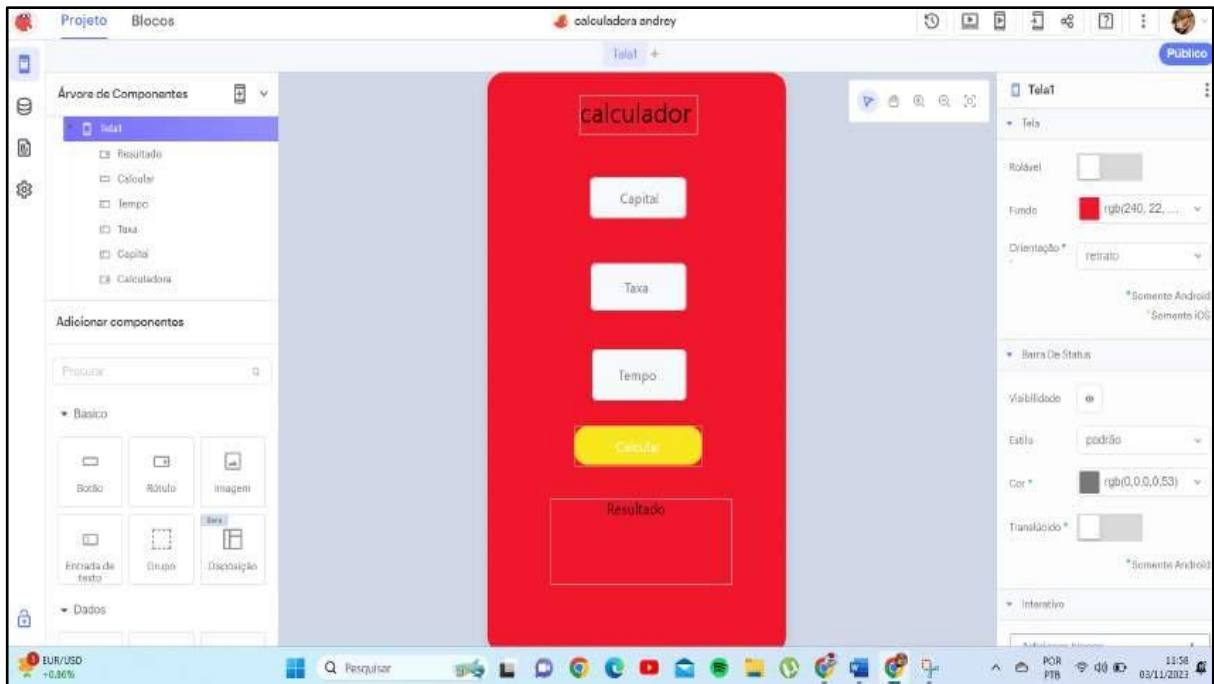 Projeto Blocos
calculadora andrey
Tela1 +
Público
Árvore de Componentes
Tela1
Resultado
Calcular
Tempo
Taxa
Capital
Calculadora
Adicionar componentes
Procurar
Básico
Botão Rótulo Imagem
Entrada de texto Grupo Disposição
Dados
calculador
Capital
Taxa
Tempo
Calcular
Resultado
Tela1
Tela
Rolável
Fundo rgb(240, 22, ...
Orientação * retrato
*Somente Android
*Somente iOS
Barra De Status
Visibilidade
Estilo padrão
Cor * rgb(0,0,0,0.53)
Translúcido *
*Somente Android
Interativo
EUR/USD
+0.86%
Pesquisar
POR
PTB
11:58
03/11/2023